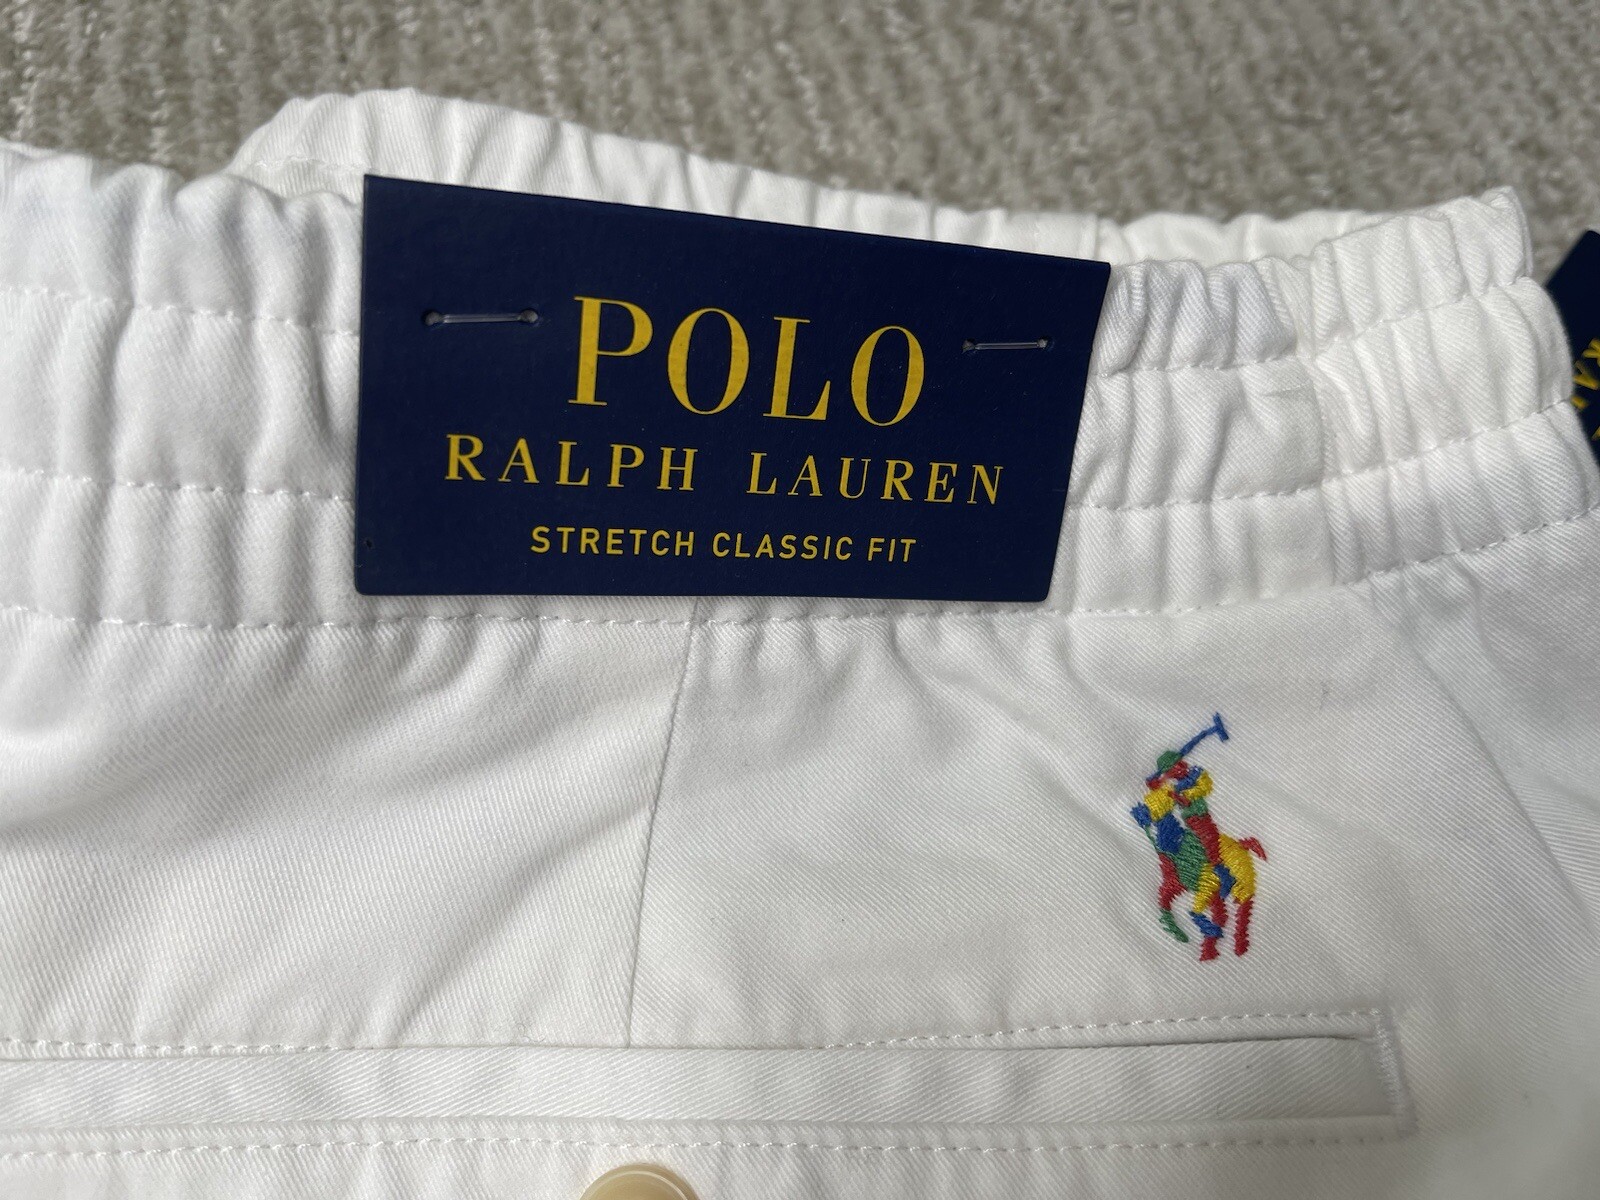 POLO
RALPH LAUREN
STRETCH CLASSIC FIT